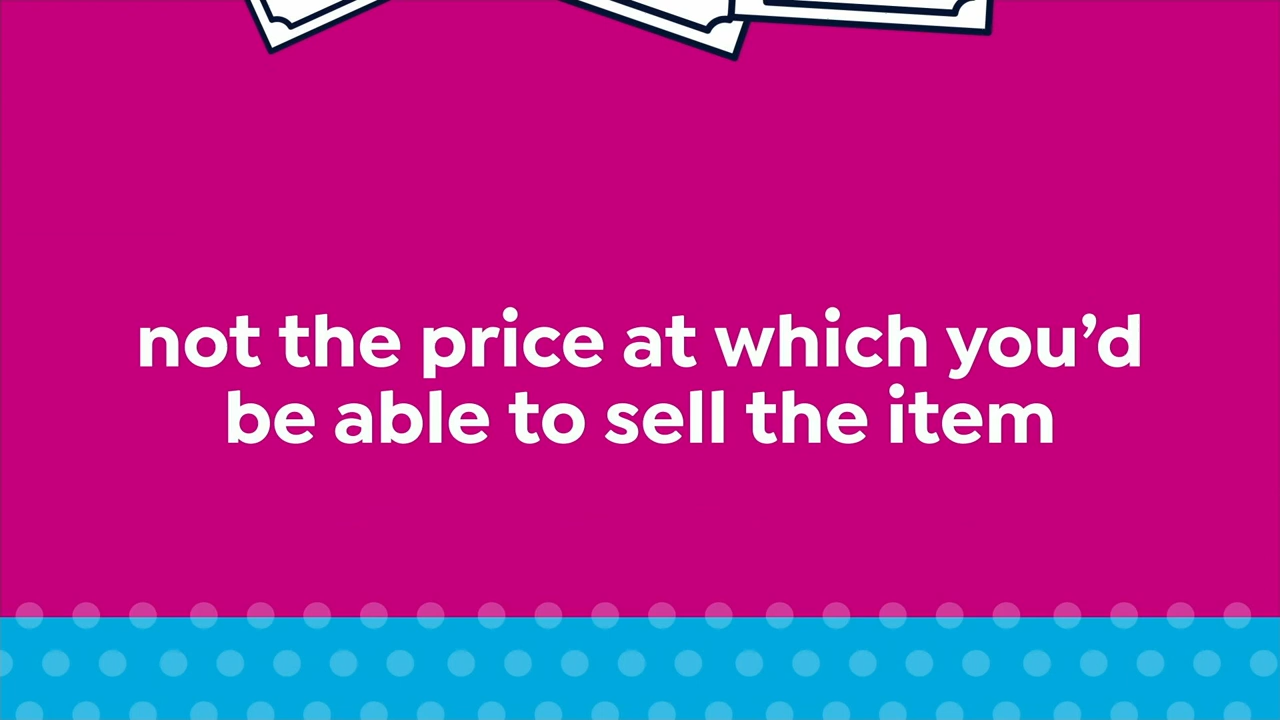 not the price at which you’d
be able to sell the item